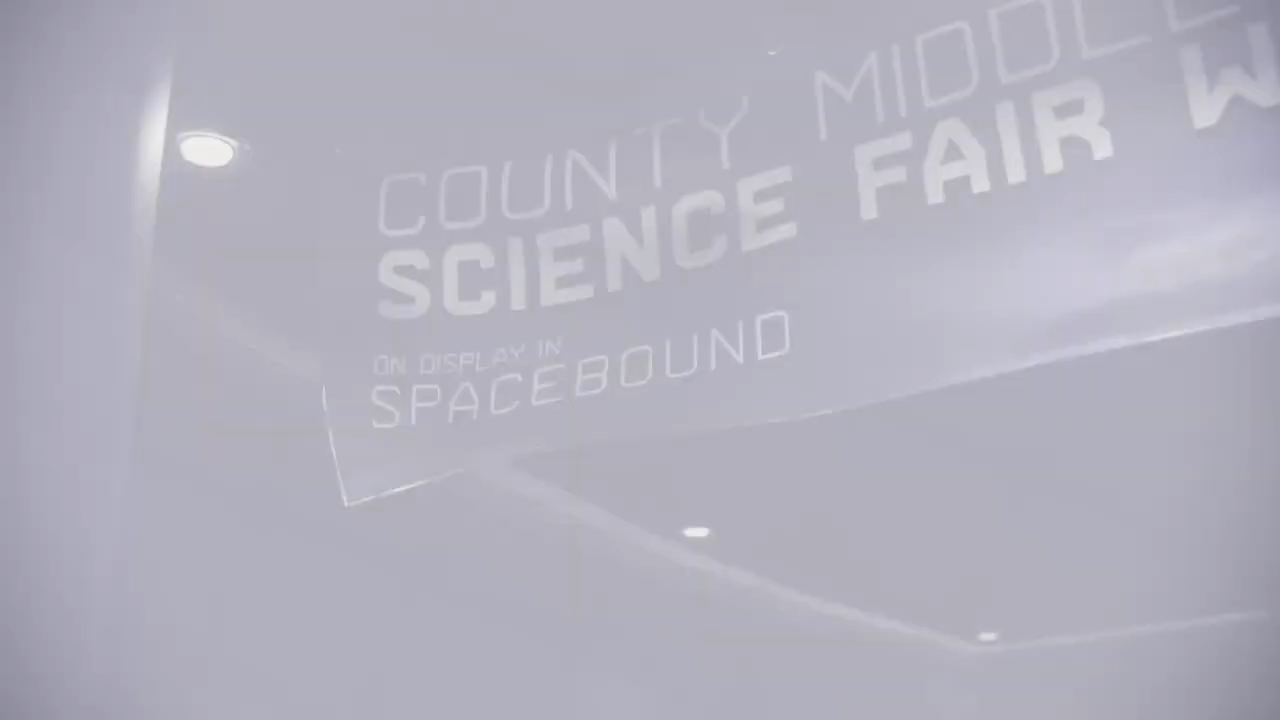 COUNTY MIDDLE
SCIENCE FAIR W
ON DISPLAY IN
SPACEBOUND